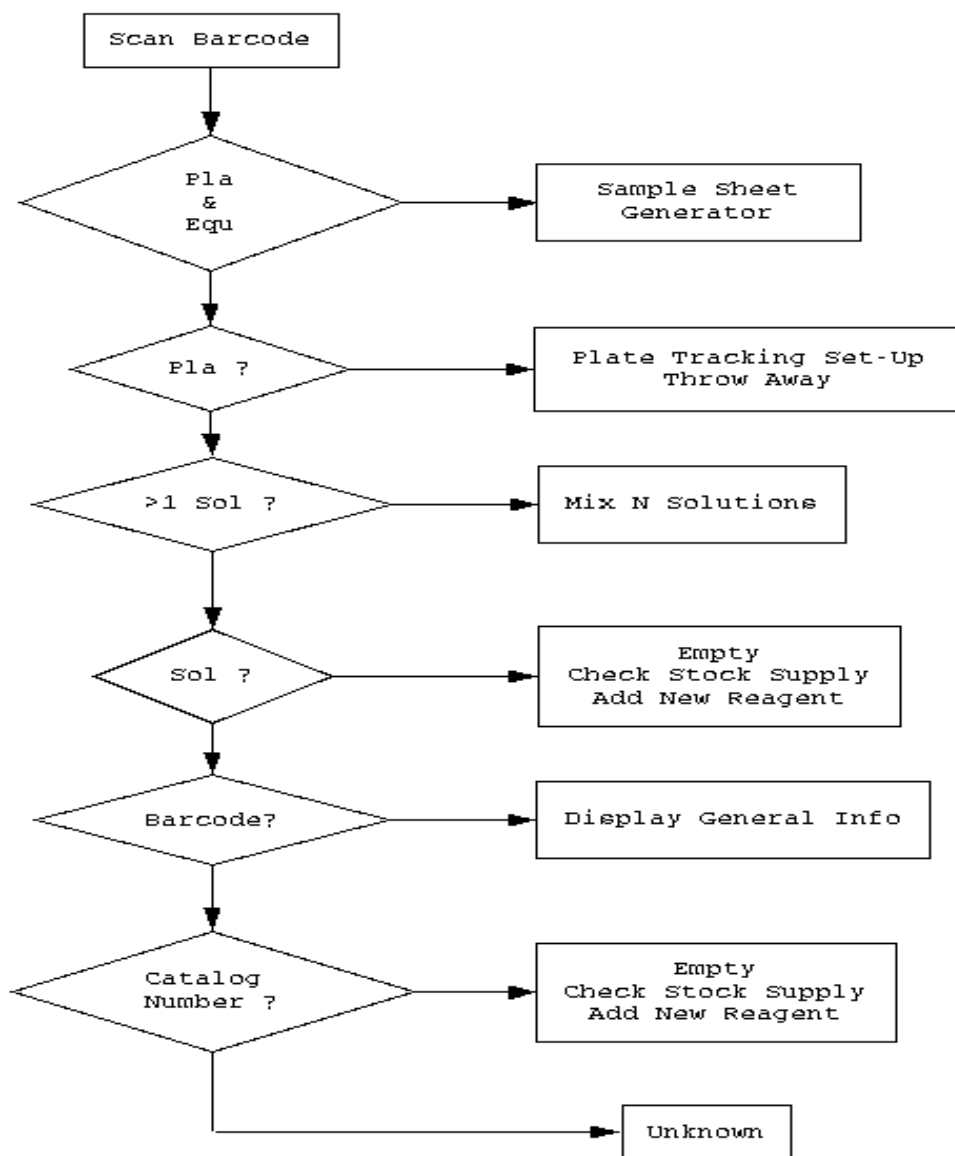 Scan Barcode
Pla
&
Equ
Sample Sheet
Generator
Pla ?
Plate Tracking Set-Up
Throw Away
>1 Sol ?
Mix N Solutions
Sol ?
Empty
Check Stock Supply
Add New Reagent
Barcode?
Display General Info
Catalog
Number ?
Empty
Check Stock Supply
Add New Reagent
Unknown